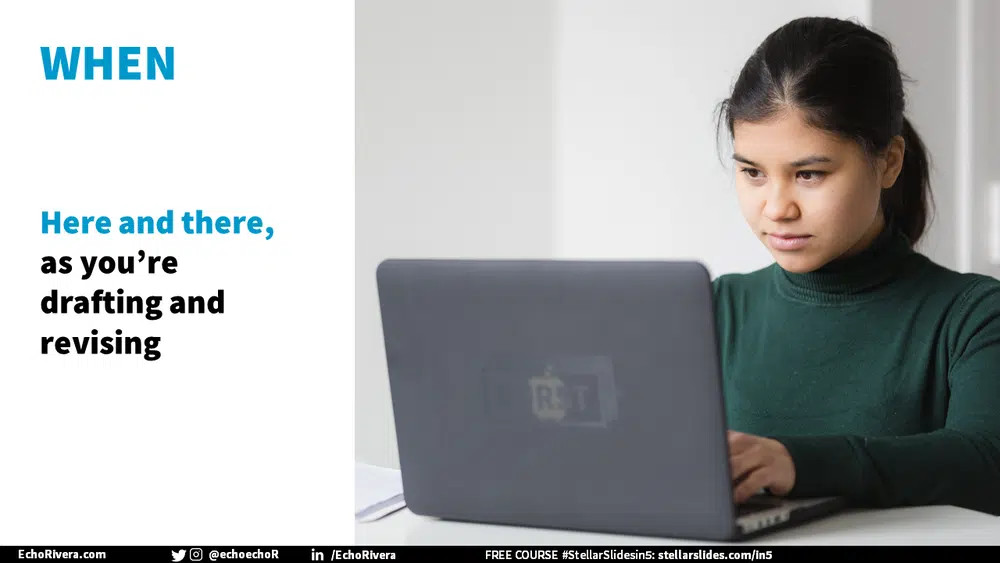 WHEN
Here and there,
as you're
drafting and
revising
EchoRivera.com @echoechoR /EchoRivera FREE COURSE #StellarSlidesin5: stellarslides.com/in5